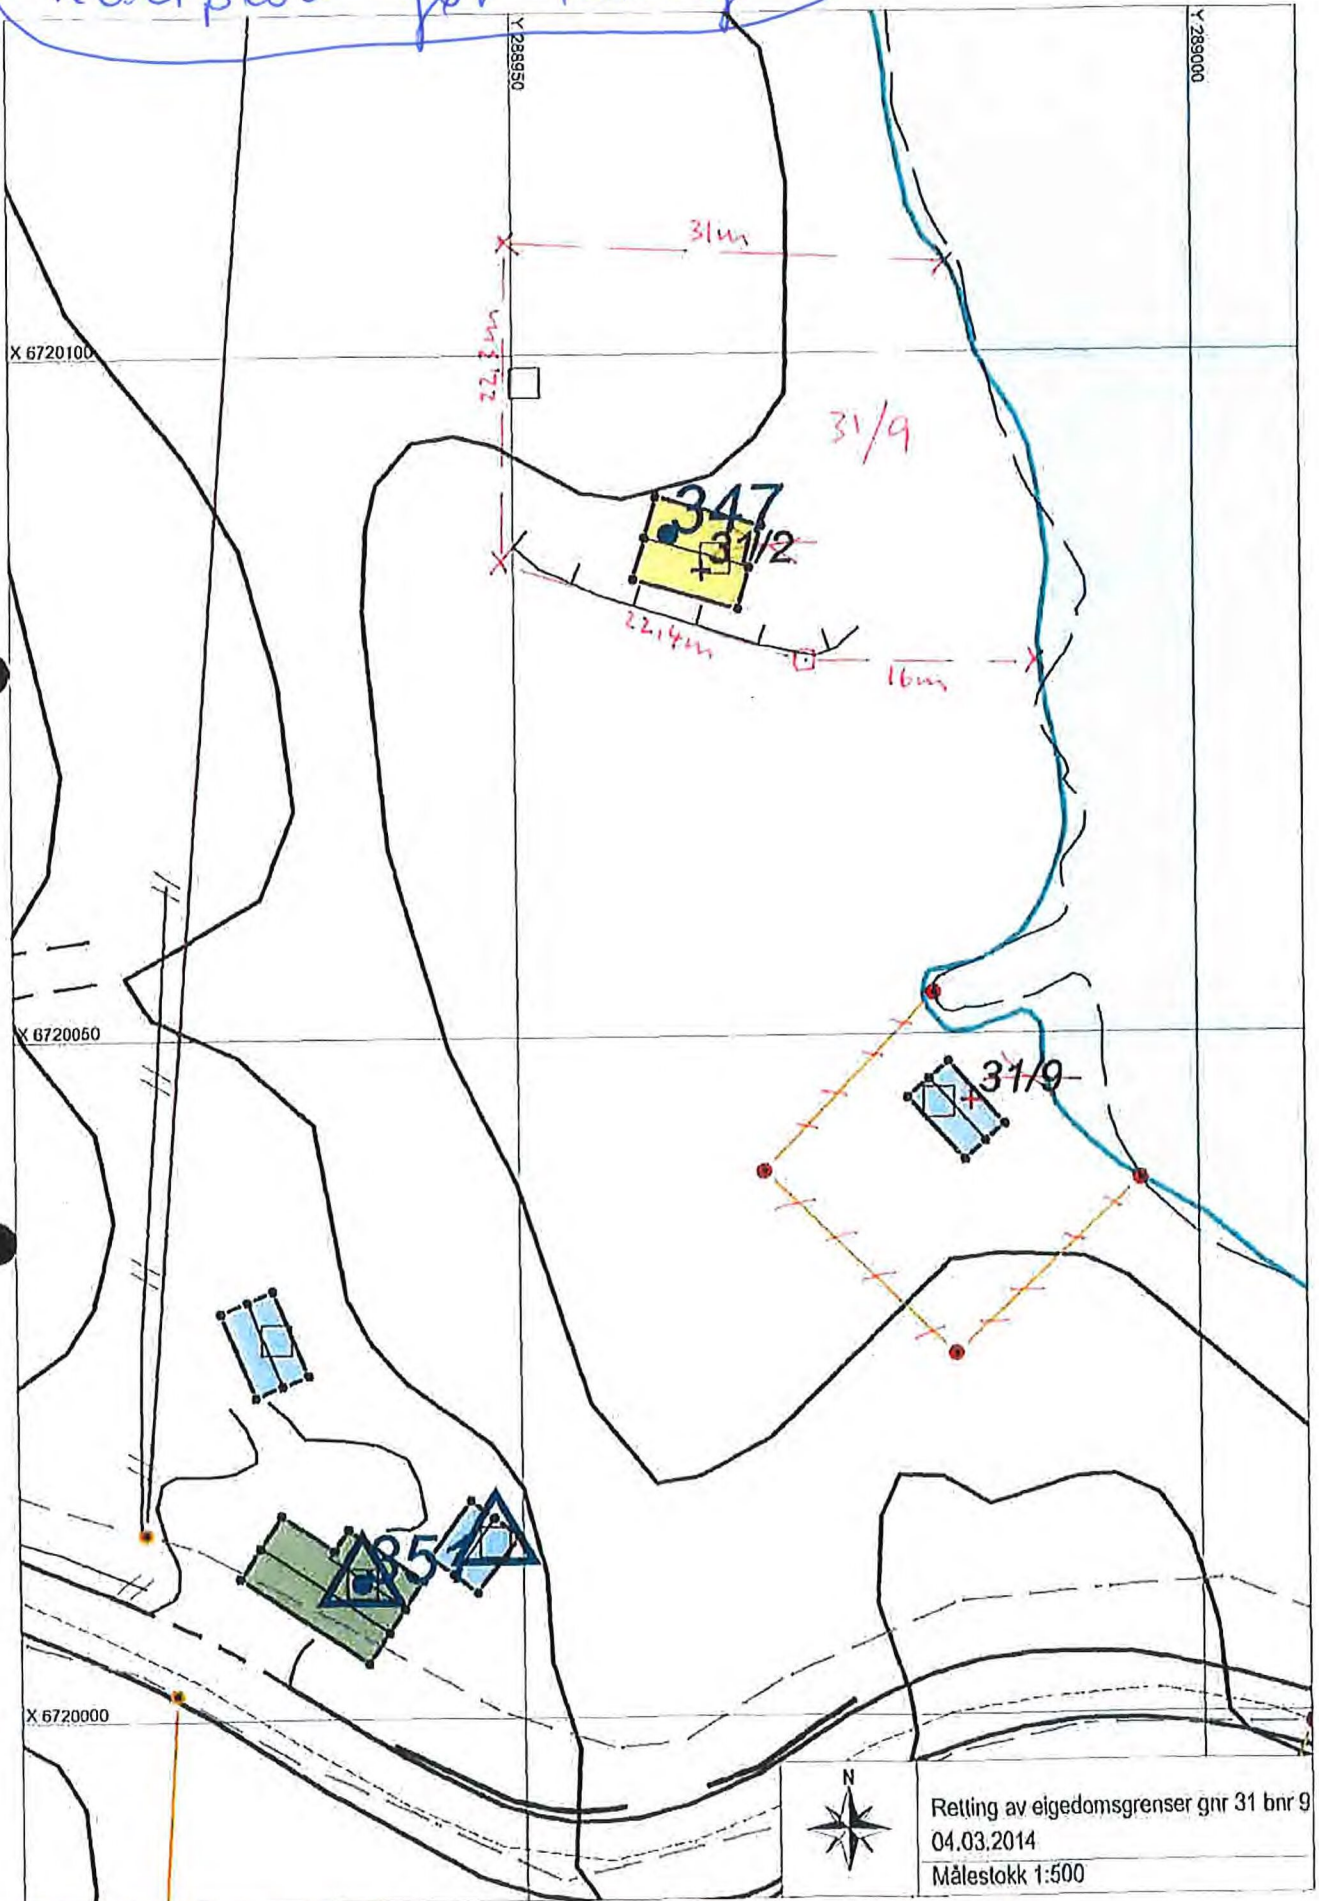 Y 288950
Y 289000
31m
22,3m
X 6720100
31/9
347
31/2
22,4m
16m
X 6720050
31/9
351
X 6720000
N
Retting av eigedomsgrenser gnr 31 bnr 9
04.03.2014
Målestokk 1:500